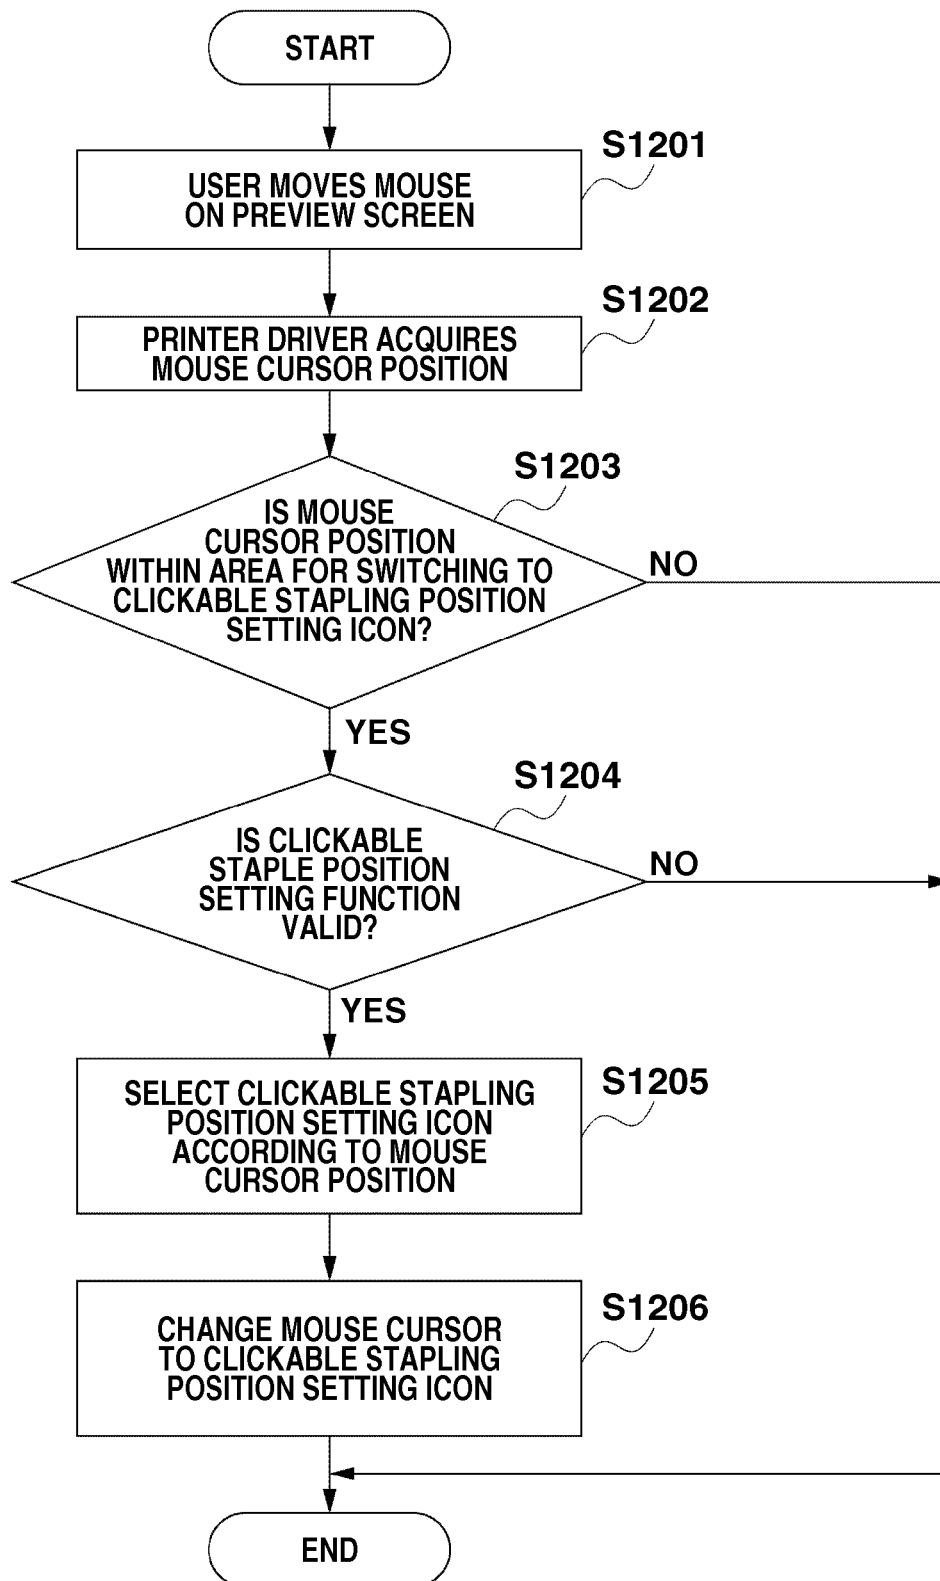 START
S1201
USER MOVES MOUSE
ON PREVIEW SCREEN
S1202
PRINTER DRIVER ACQUIRES
MOUSE CURSOR POSITION
S1203
IS MOUSE
CURSOR POSITION
WITHIN AREA FOR SWITCHING TO
CLICKABLE STAPLING POSITION
SETTING ICON?
NO
YES
S1204
IS CLICKABLE
STAPLE POSITION
SETTING FUNCTION
VALID?
NO
YES
S1205
SELECT CLICKABLE STAPLING
POSITION SETTING ICON
ACCORDING TO MOUSE
CURSOR POSITION
S1206
CHANGE MOUSE CURSOR
TO CLICKABLE STAPLING
POSITION SETTING ICON
END